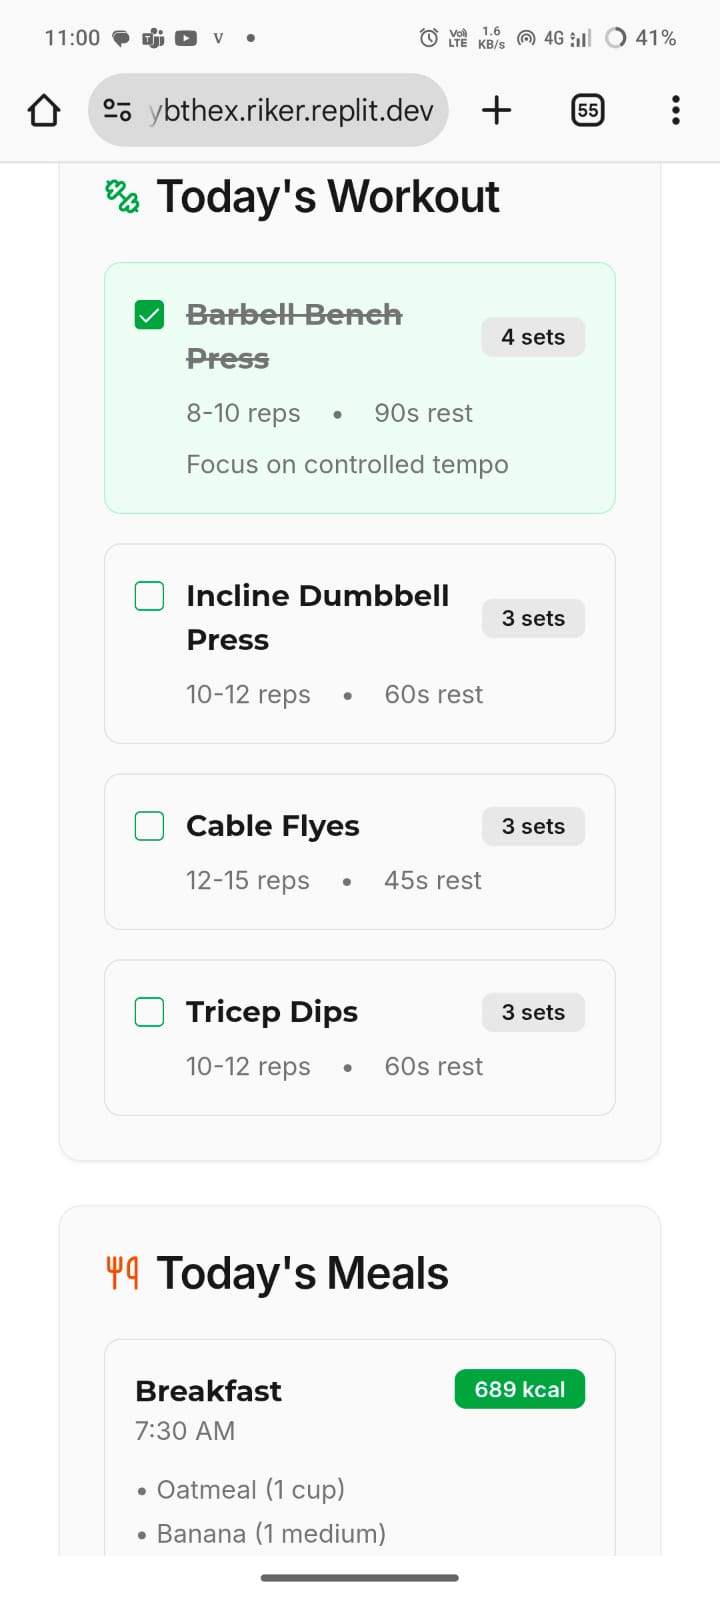 11:00 V Vo) LTE 1.6 KB/s 4G 41%
ybthex.riker.replit.dev 55
Today's Workout
Barbell Bench
Press
4 sets
8-10 reps • 90s rest
Focus on controlled tempo
Incline Dumbbell
Press
3 sets
10-12 reps • 60s rest
Cable Flyes 3 sets
12-15 reps • 45s rest
Tricep Dips 3 sets
10-12 reps • 60s rest
Today's Meals
Breakfast 689 kcal
7:30 AM
• Oatmeal (1 cup)
• Banana (1 medium)